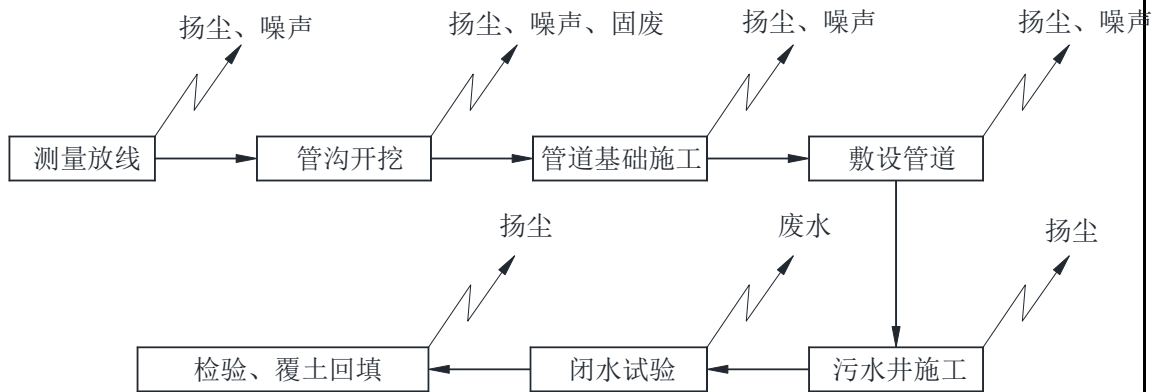 扬尘、噪声
扬尘、噪声、固废
扬尘、噪声
扬尘、噪声
测量放线
管沟开挖
管道基础施工
敷设管道
扬尘
废水
扬尘
检验、覆土回填
闭水试验
污水井施工